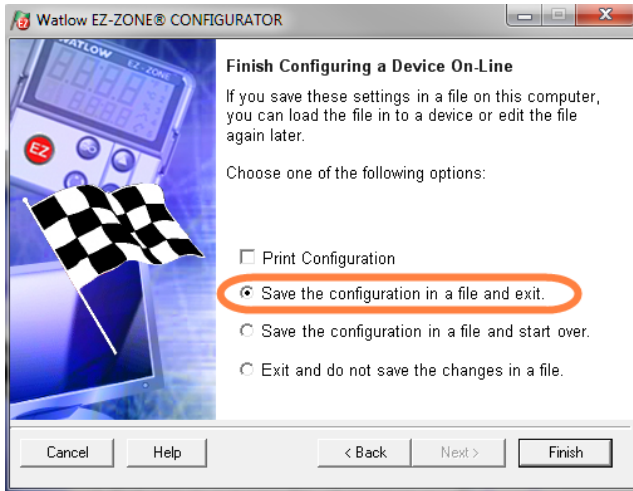 Watlow EZ-ZONE® CONFIGURATOR
WATLOW
EZ-ZONE
EZ
Finish Configuring a Device On-Line
If you save these settings in a file on this computer,
you can load the file in to a device or edit the file
again later.
Choose one of the following options:
Print Configuration
Save the configuration in a file and exit.
Save the configuration in a file and start over.
Exit and do not save the changes in a file.
Cancel
Help
< Back
Next >
Finish